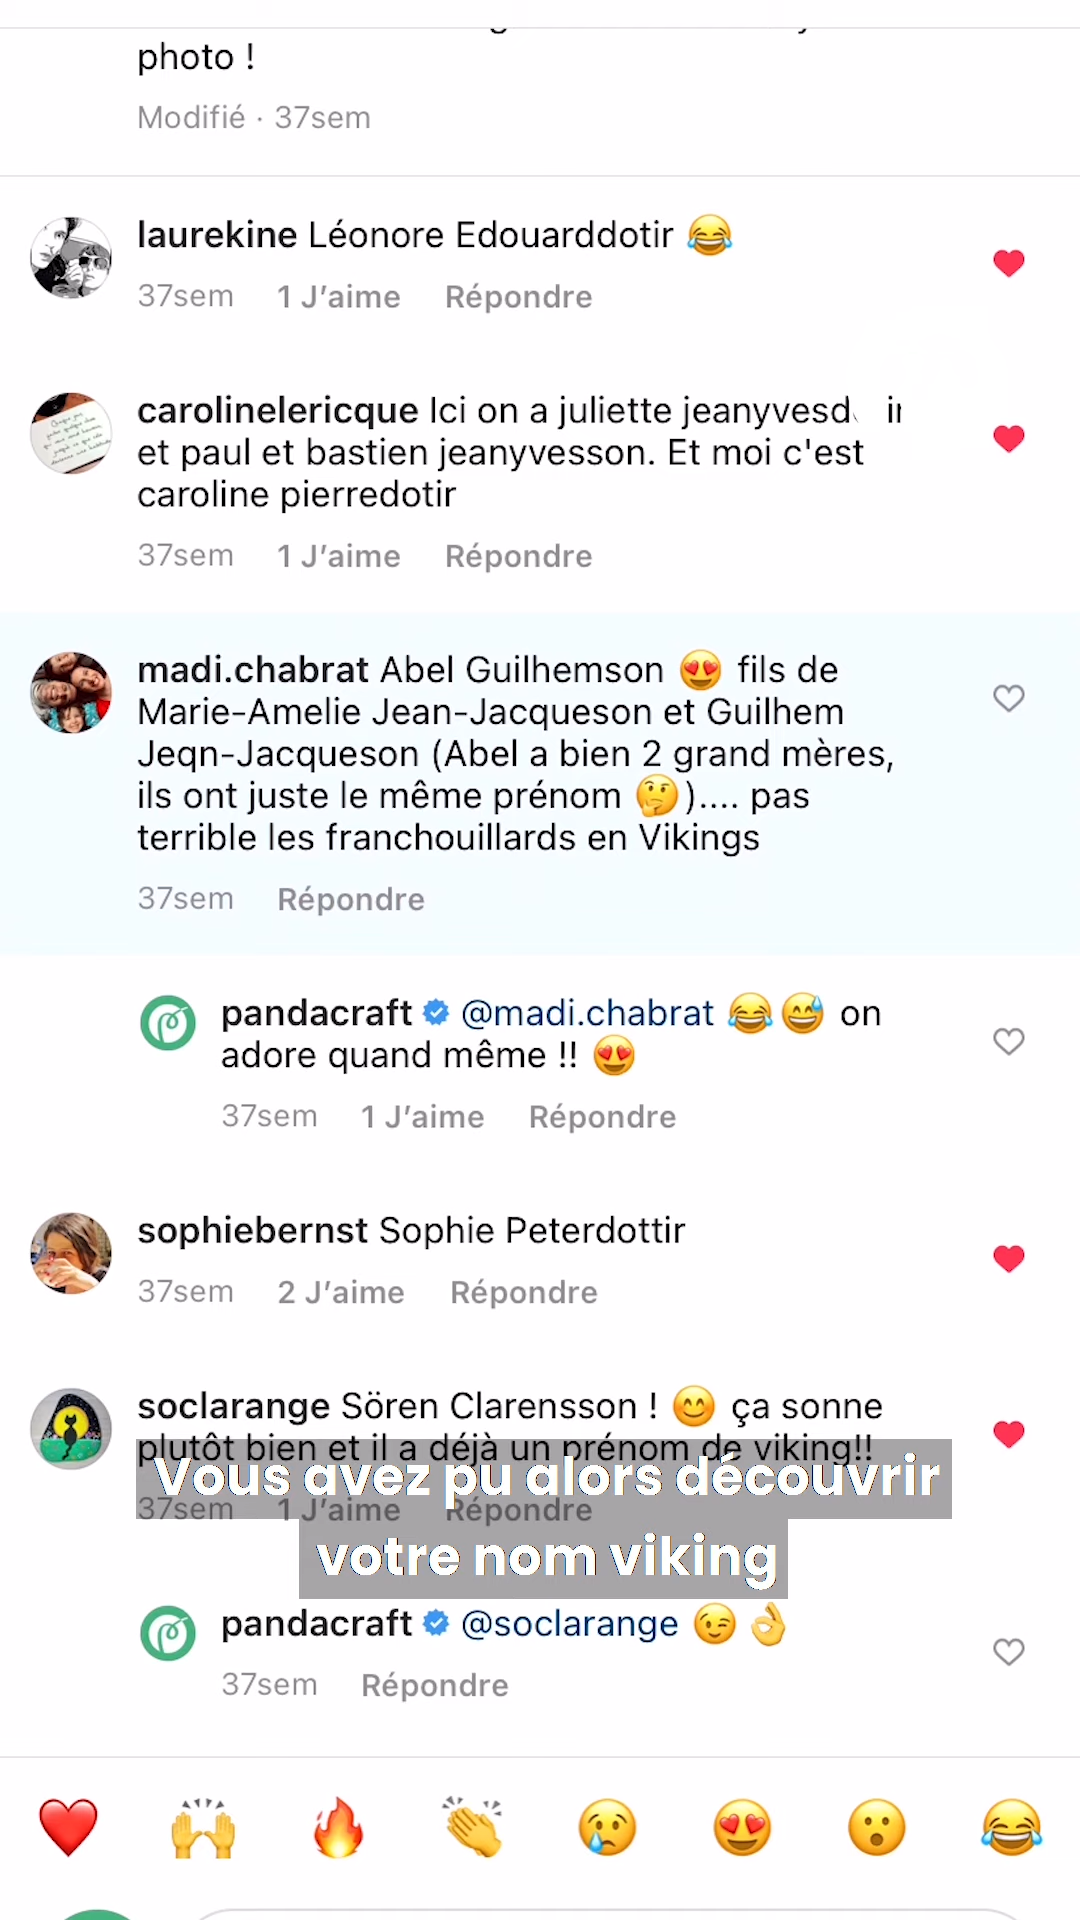 photo !
Modifié · 37sem
laurekine Léonore Edouarddotir 😂
37sem 1 J'aime Répondre
carolinelericque Ici on a juliette jeanyvesd
et paul et bastien jeanyvesson. Et moi c'est
caroline pierredotir
37sem 1 J'aime Répondre
madi.chabrat Abel Guilhemson 😍 fils de
Marie-Amelie Jean-Jacqueson et Guilhem
Jeqn-Jacqueson (Abel a bien 2 grand mères,
ils ont juste le même prénom 🤔).... pas
terrible les franchouillards en Vikings
37sem Répondre
pandacraft @madi.chabrat 😂😅 on
adore quand même !! 😍
37sem 1 J'aime Répondre
sophiebernst Sophie Peterdottir
37sem 2 J'aime Répondre
soclarange Sören Clarensson ! 😊 ça sonne
plutôt bien et il a déjà un prénom de viking!!
Vous avez pu alors découvrir
37sem 1 J'aime Répondre
votre nom viking
pandacraft @soclarange 😉👌
37sem Répondre